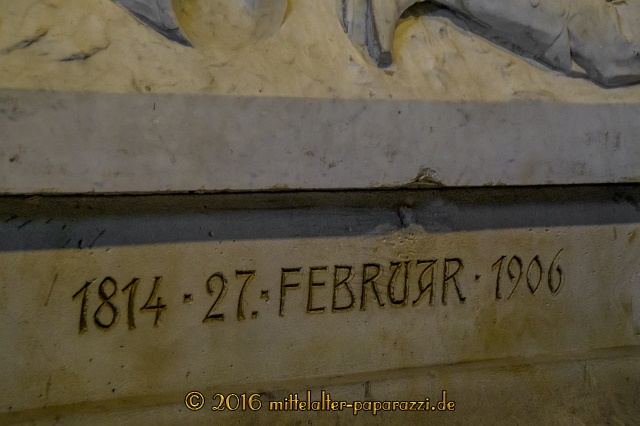 1814 · 27. FEBRUAR · 1906
© 2016 mittelalter-paparazzi.de